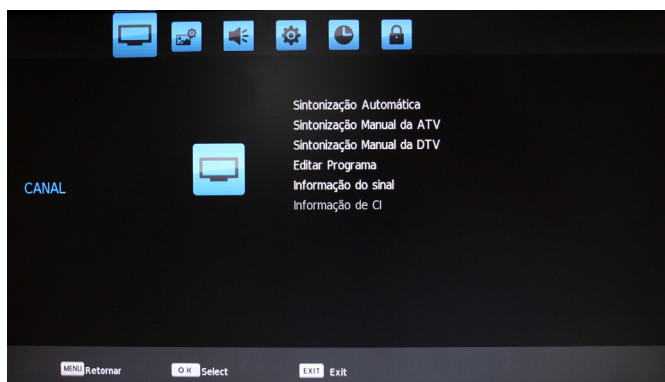 Sintonização Automática
Sintonização Manual da ATV
Sintonização Manual da DTV
Editar Programa
Informação do sinal
Informação de CI
CANAL
MENU Retornar OK Select EXIT Exit